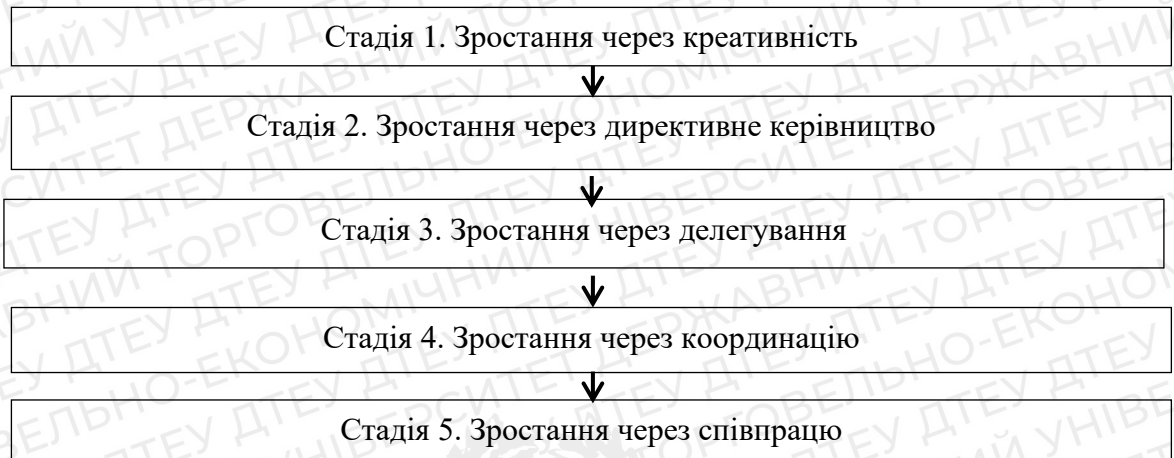 Стадія 1. Зростання через креативність
Стадія 2. Зростання через директивне керівництво
Стадія 3. Зростання через делегування
Стадія 4. Зростання через координацію
Стадія 5. Зростання через співпрацю